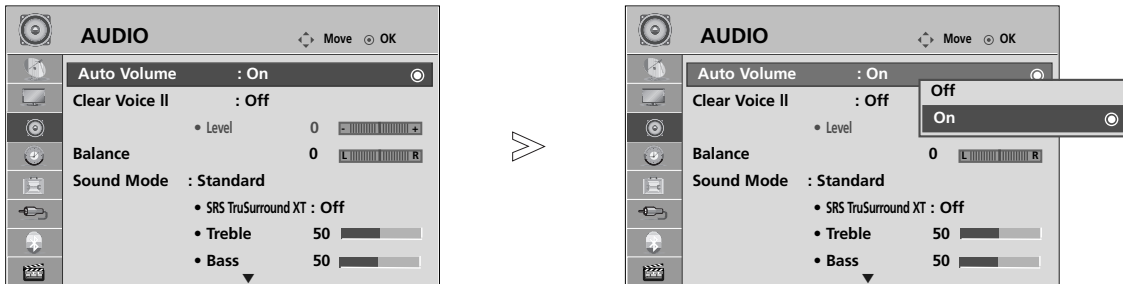 AUDIO
Move OK
Auto Volume : On
Clear Voice ll : Off
• Level 0 - +
Balance 0 L R
Sound Mode : Standard
• SRS TruSurround XT : Off
• Treble 50
• Bass 50
AUDIO
Move OK
Auto Volume : On
Off
On
Clear Voice ll : Off
• Level
Balance 0 L R
Sound Mode : Standard
• SRS TruSurround XT : Off
• Treble 50
• Bass 50